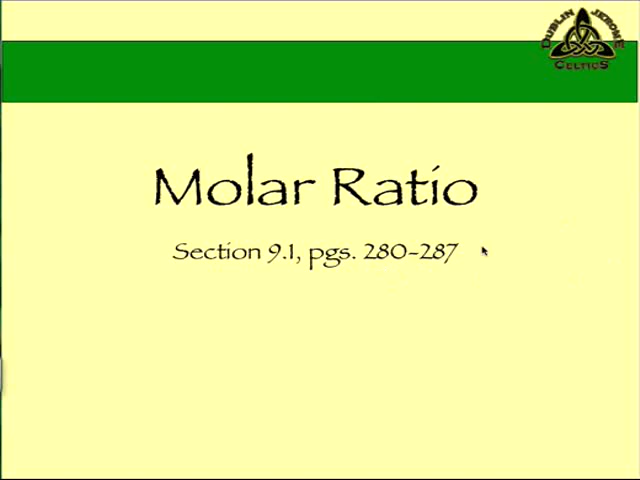 DUBLIN JEROME
CELTICS
Molar Ratio
Section 9.1, pgs. 280-287